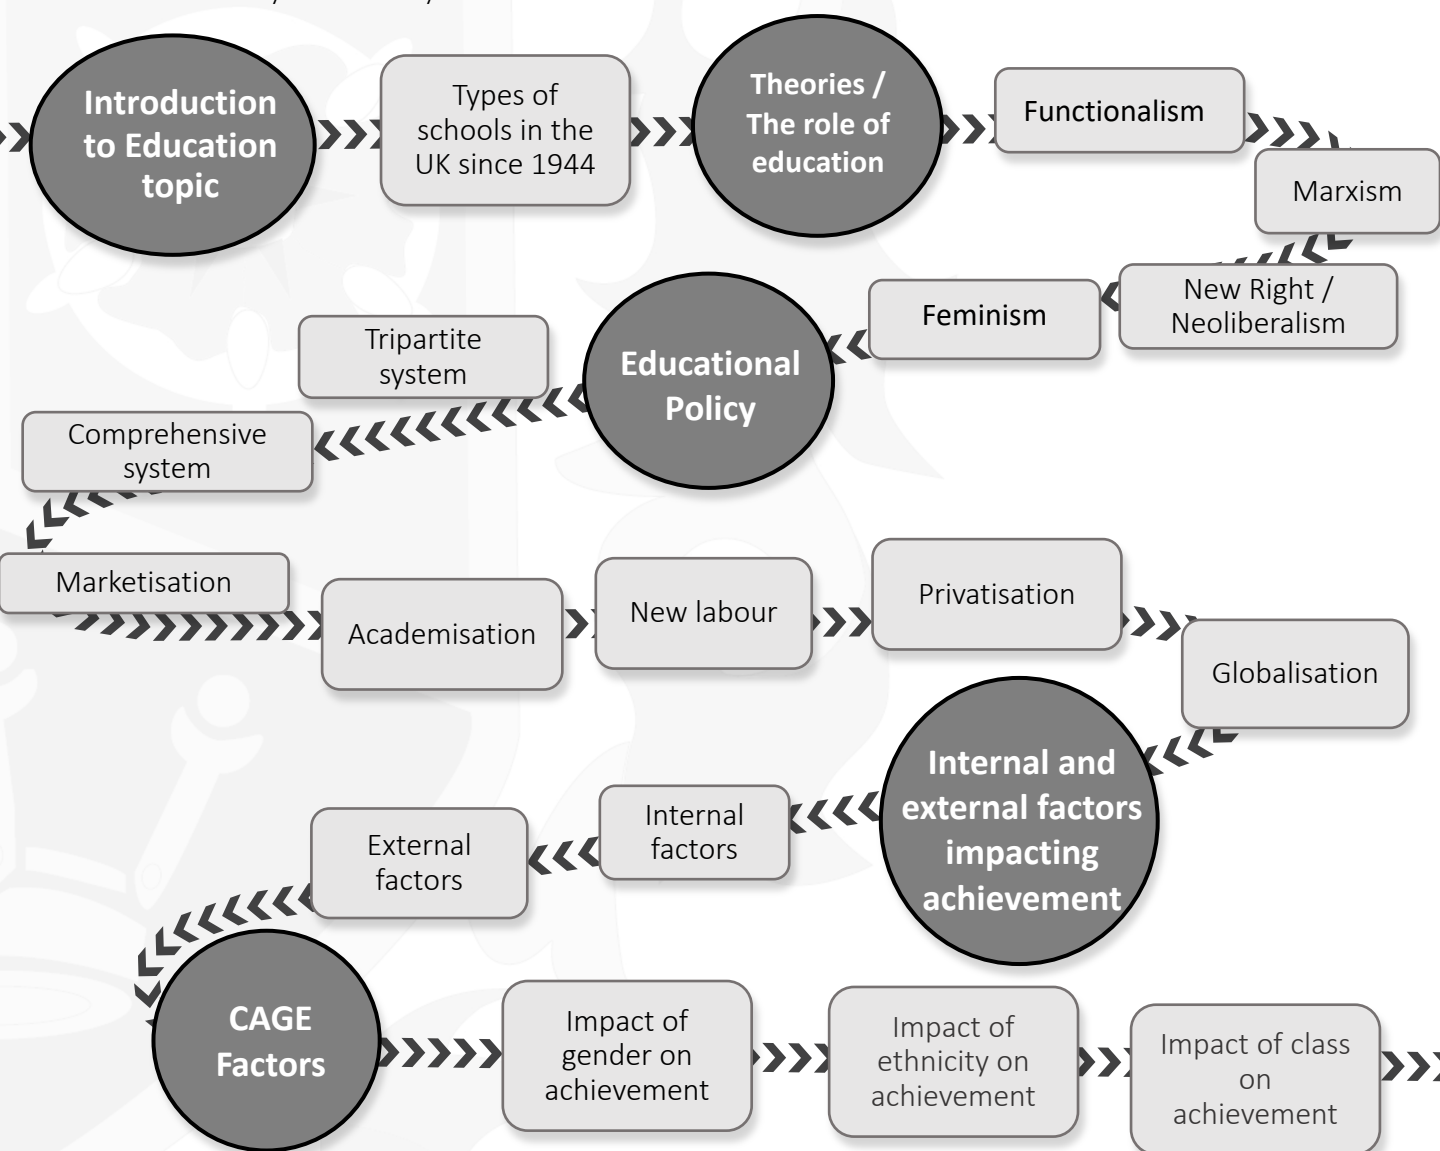 Introduction
to Education
topic
Types of
schools in the
UK since 1944
Theories /
The role of
education
Functionalism
Marxism
New Right /
Neoliberalism
Feminism
Educational
Policy
Tripartite
system
Comprehensive
system
Marketisation
Academisation
New labour
Privatisation
Globalisation
Internal and
external factors
impacting
achievement
Internal
factors
External
factors
CAGE
Factors
Impact of
gender on
achievement
Impact of
ethnicity on
achievement
Impact of class
on
achievement